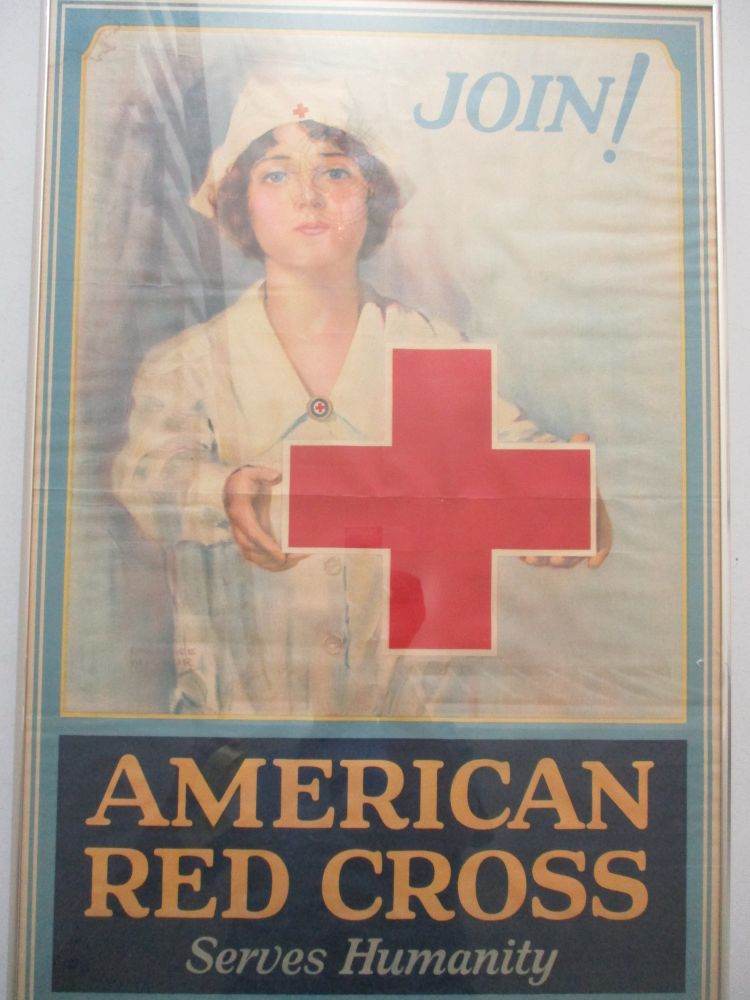 JOIN!
AMERICAN
RED CROSS
Serves Humanity